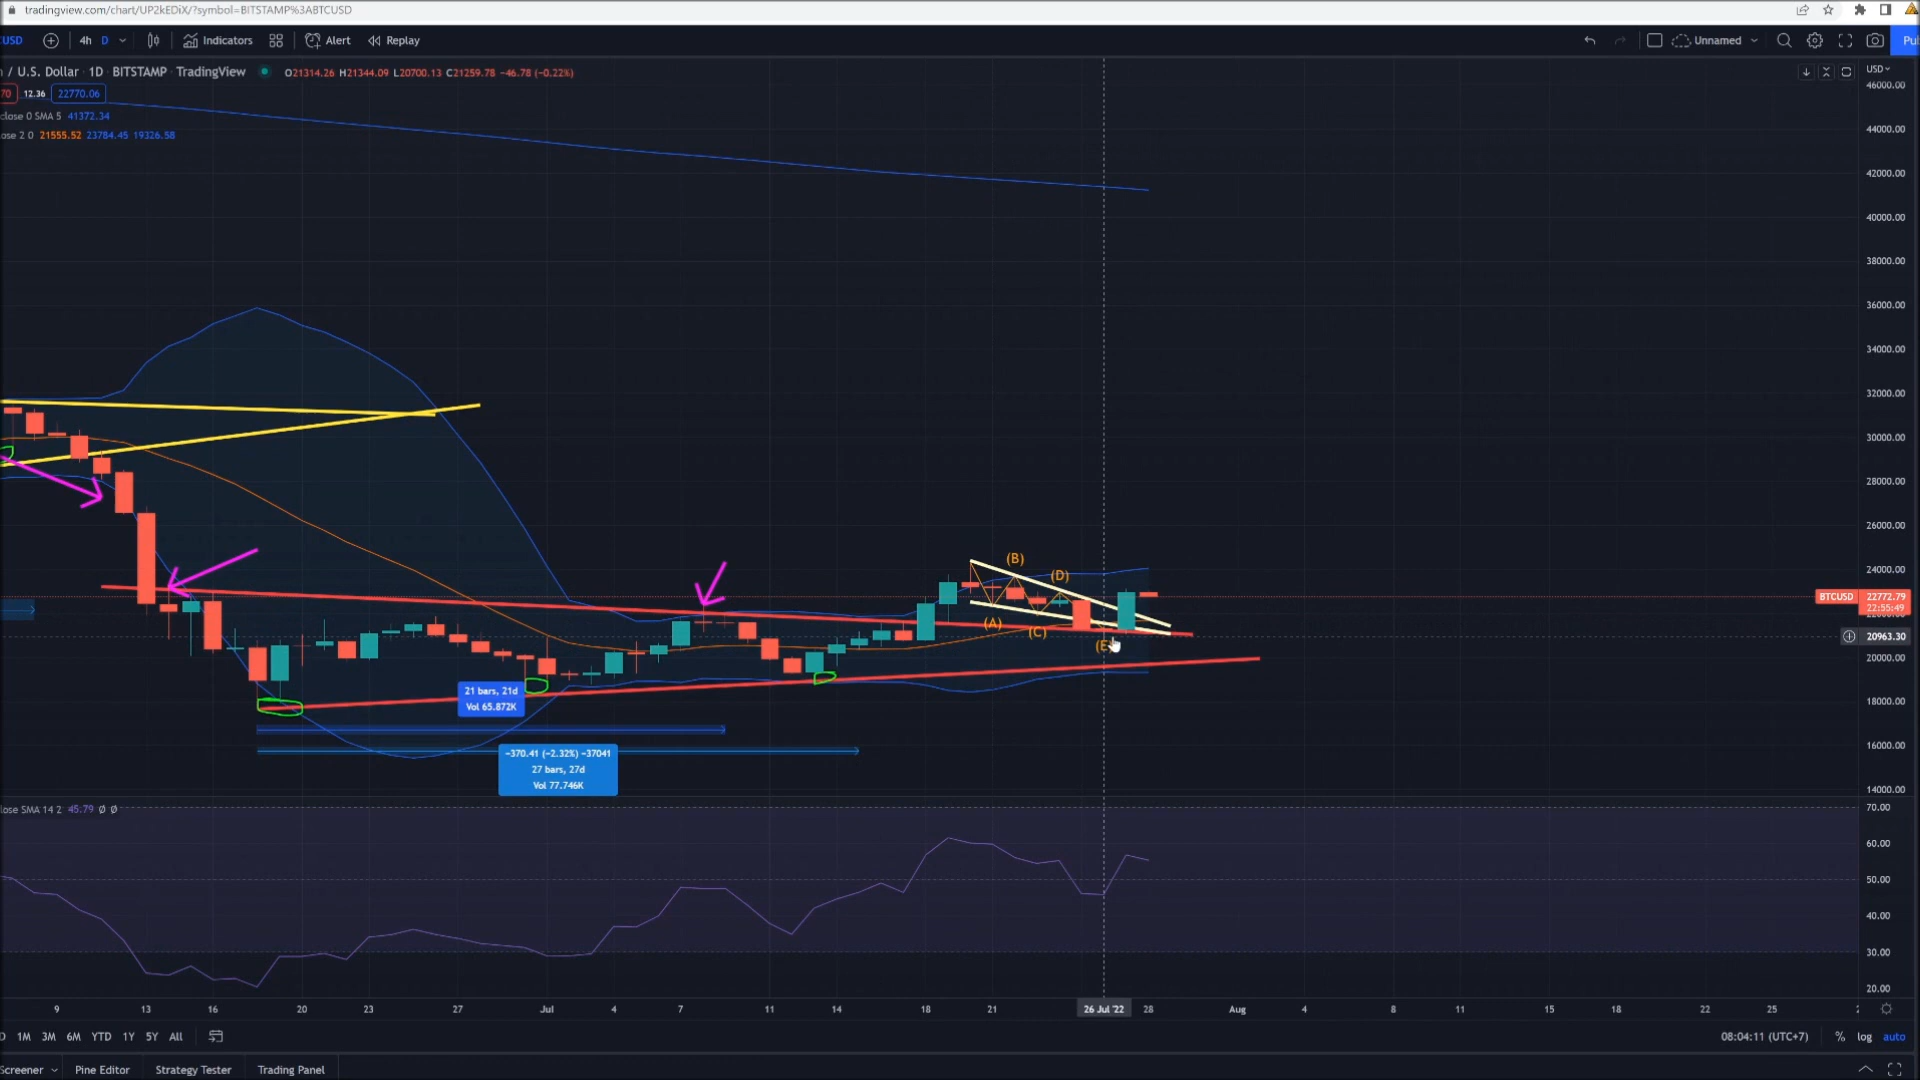 tradingview.com/chart/UP2kEDiX/?symbol=BITSTAMP%3ABTCUSD
USD 4h D Indicators Alert Replay Unnamed Pu
/ U.S. Dollar · 1D · BITSTAMP · TradingView O21314.26 H21344.09 L20700.13 C21259.78 −46.78 (−0.22%)
70 12.36 22770.06
close 0 SMA 5 41372.34
ose 2 0 21555.52 23784.45 19326.58
USD
46000.00
44000.00
42000.00
40000.00
38000.00
36000.00
34000.00
32000.00
30000.00
28000.00
26000.00
24000.00
BTCUSD 22772.79
22:55:49
20963.30
20000.00
18000.00
16000.00
14000.00
(B)
(D)
(A)
(C)
(E)
21 bars, 21d
Vol 65.872K
−370.41 (−2.32%) −37041
27 bars, 27d
Vol 77.746K
lose SMA 14 2 45.79 Ø Ø
70.00
60.00
50.00
40.00
30.00
20.00
9 13 16 20 23 27 Jul 4 7 11 14 18 21 26 Jul '22 28 Aug 4 8 11 15 18 22 25 2
D 1M 3M 6M YTD 1Y 5Y All 08:04:11 (UTC+7) % log auto
Screener Pine Editor Strategy Tester Trading Panel